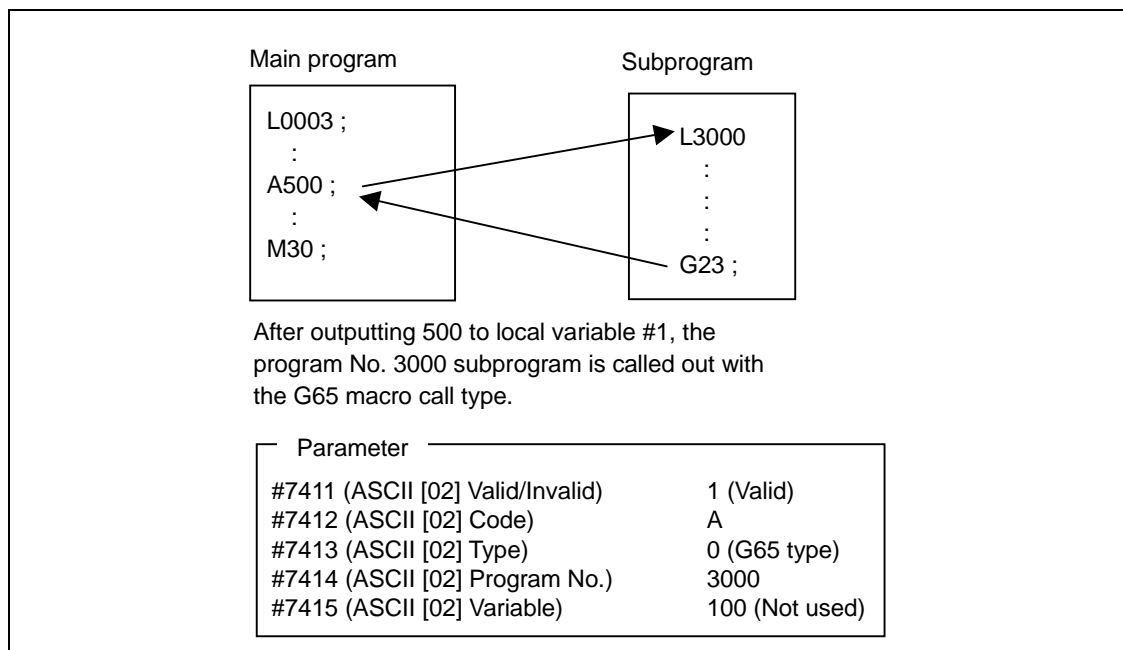 Main program
L0003 ;
:
A500 ;
:
M30 ;
Subprogram
L3000
:
:
:
G23 ;
After outputting 500 to local variable #1, the
program No. 3000 subprogram is called out with
the G65 macro call type.
Parameter
#7411 (ASCII [02] Valid/Invalid) 1 (Valid)
#7412 (ASCII [02] Code) A
#7413 (ASCII [02] Type) 0 (G65 type)
#7414 (ASCII [02] Program No.) 3000
#7415 (ASCII [02] Variable) 100 (Not used)